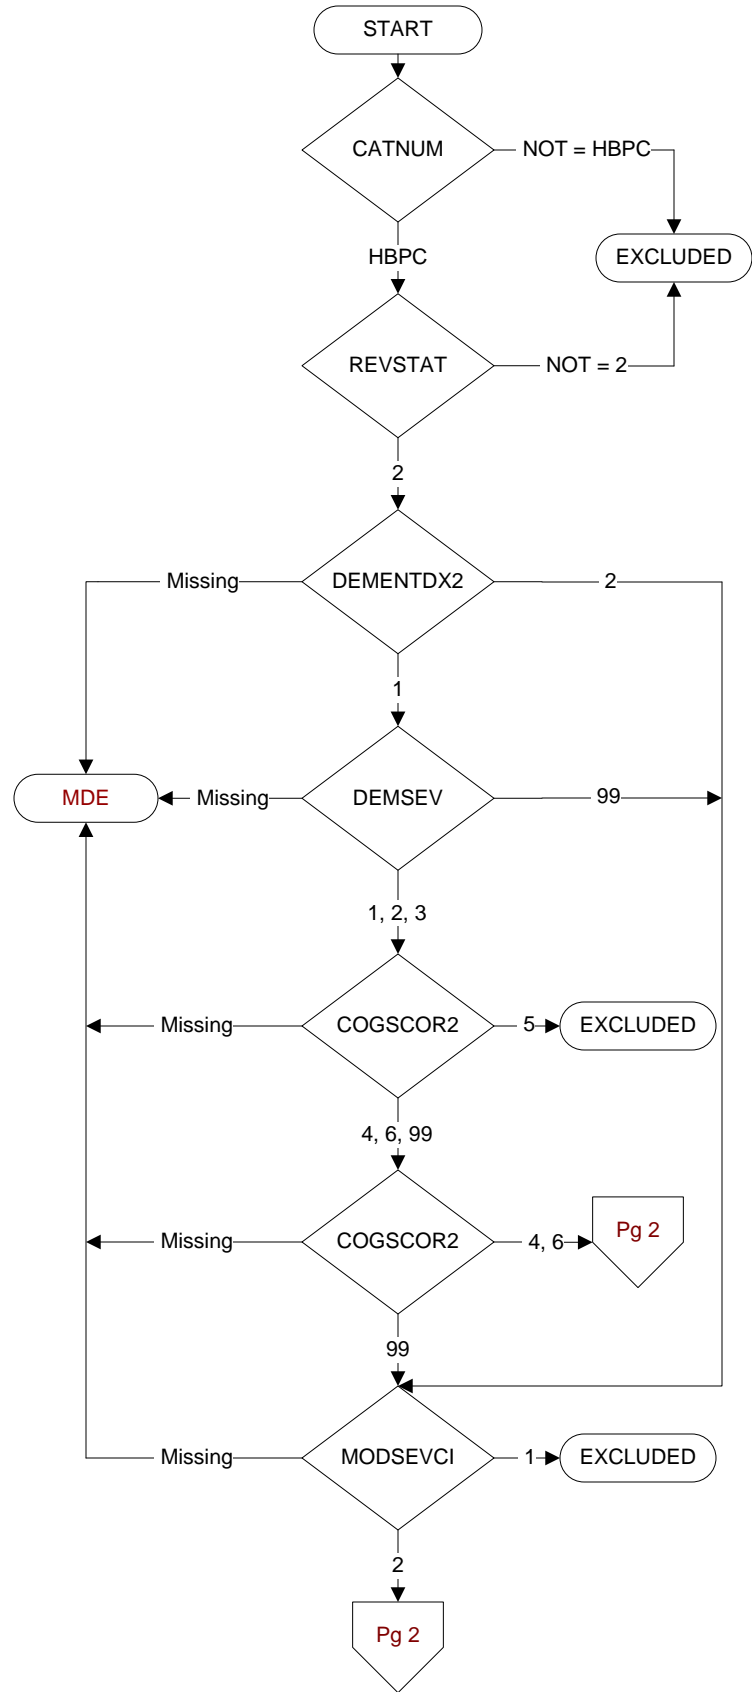 START
CATNUM
NOT = HBPC
HBPC
EXCLUDED
REVSTAT
NOT = 2
2
Missing
DEMENTDX2
2
1
MDE
Missing
DEMSEV
99
1, 2, 3
Missing
COGSCOR2
5
EXCLUDED
4, 6, 99
Missing
COGSCOR2
4, 6
Pg 2
99
Missing
MODSEVCI
1
EXCLUDED
2
Pg 2